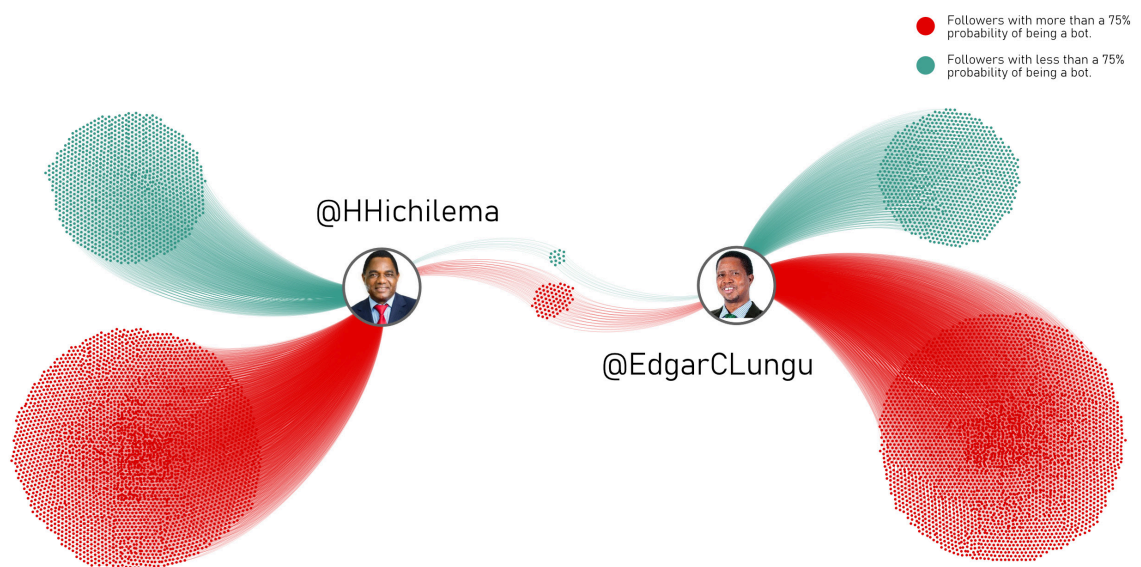 Followers with more than a 75%
probability of being a bot.
Followers with less than a 75%
probability of being a bot.
@HHichilema
@EdgarCLungu